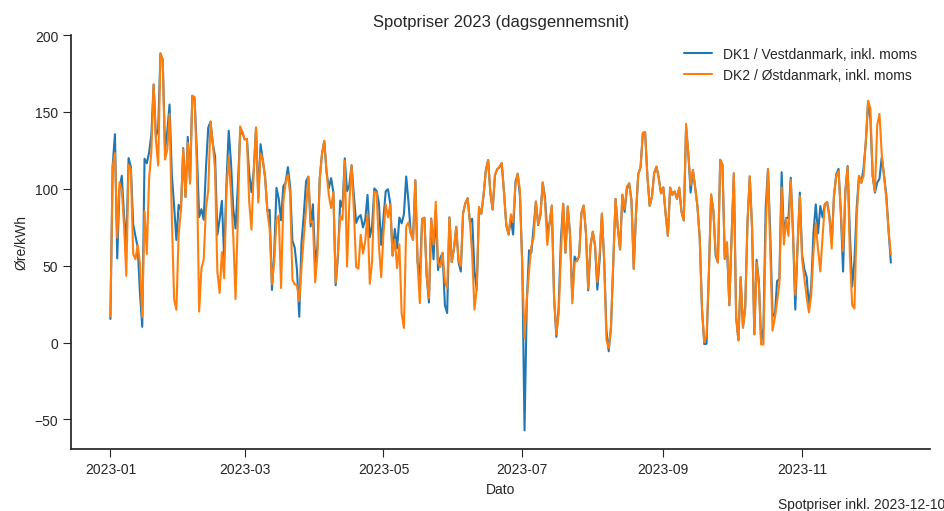 Spotpriser 2023 (dagsgennemsnit)
DK1 / Vestdanmark, inkl. moms
DK2 / Østdanmark, inkl. moms
Øre/kWh
200
150
100
50
0
−50
2023-01
2023-03
2023-05
2023-07
2023-09
2023-11
Dato
Spotpriser inkl. 2023-12-10